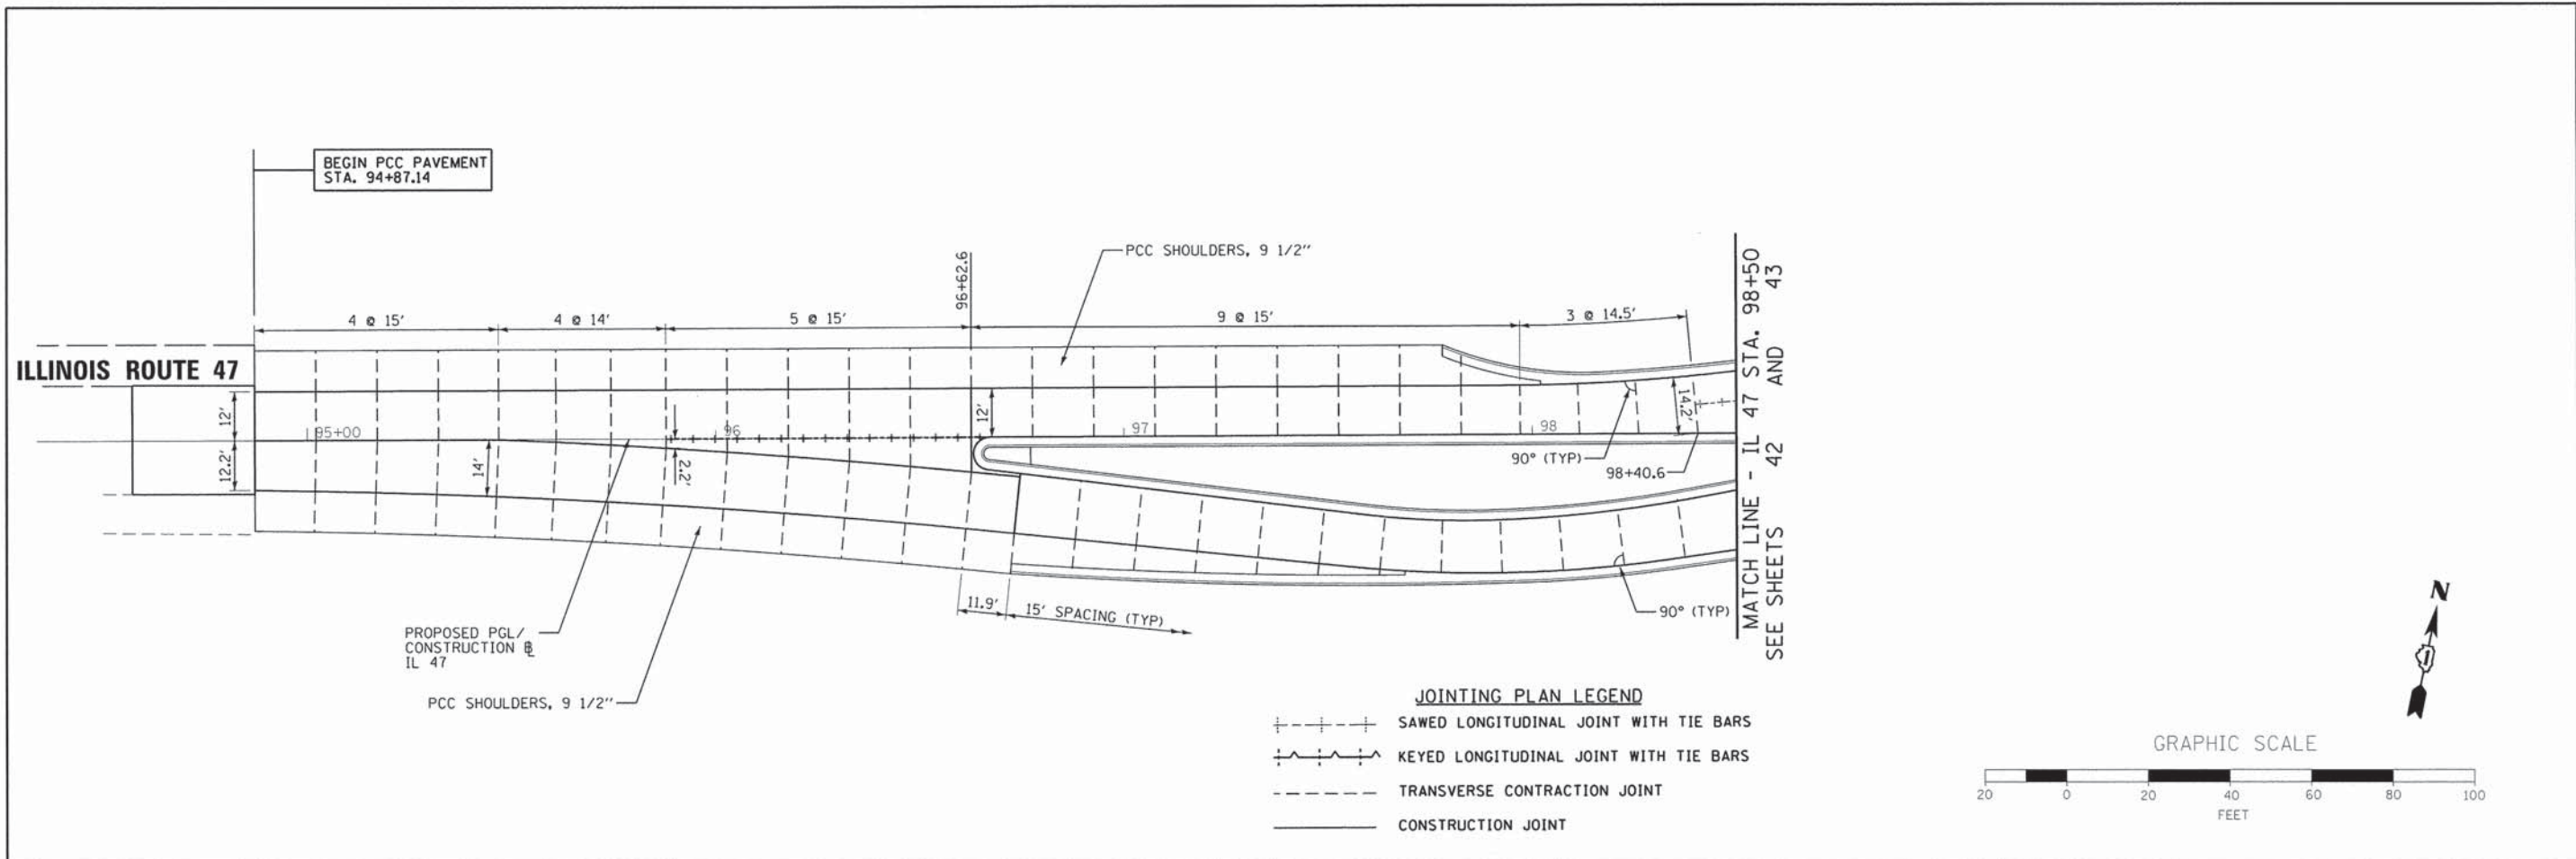 BEGIN PCC PAVEMENT
STA. 94+87.14
PCC SHOULDERS, 9 1/2"
96+62.6
4 @ 15'
4 @ 14'
5 @ 15'
9 @ 15'
3 @ 14.5'
ILLINOIS ROUTE 47
12'
12.2'
95+00
14'
96
2.2'
12'
97
98
14.2'
90° (TYP)
98+40.6
MATCH LINE - IL 47 STA. 98+50
SEE SHEETS 42 AND 43
11.9'
15' SPACING (TYP)
90° (TYP)
PROPOSED PGL/
CONSTRUCTION ⅊
IL 47
PCC SHOULDERS, 9 1/2"
N
JOINTING PLAN LEGEND
SAWED LONGITUDINAL JOINT WITH TIE BARS
KEYED LONGITUDINAL JOINT WITH TIE BARS
TRANSVERSE CONTRACTION JOINT
CONSTRUCTION JOINT
GRAPHIC SCALE
20 0 20 40 60 80 100
FEET